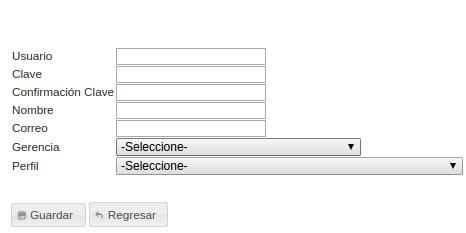 Usuario
Clave
Confirmación Clave
Nombre
Correo
Gerencia -Seleccione-
Perfil -Seleccione-
Guardar Regresar